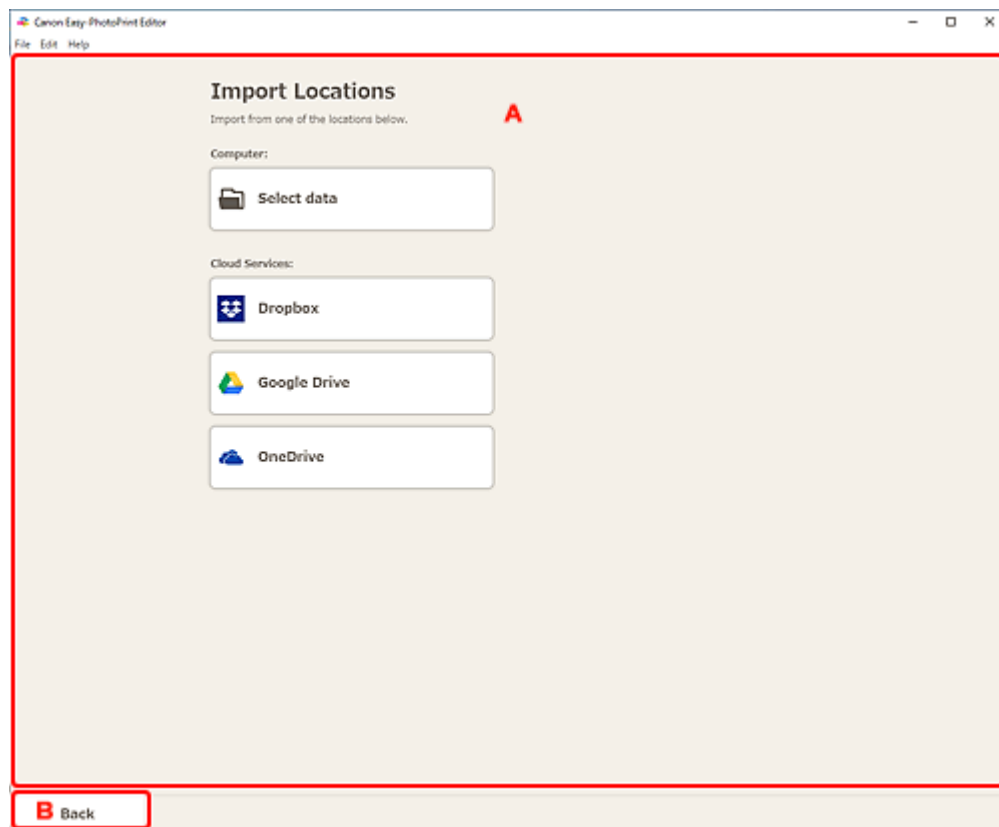 Canon Easy-PhotoPrint Editor
File Edit Help
Import Locations
Import from one of the locations below.
A
Computer:
Select data
Cloud Services:
Dropbox
Google Drive
OneDrive
B Back